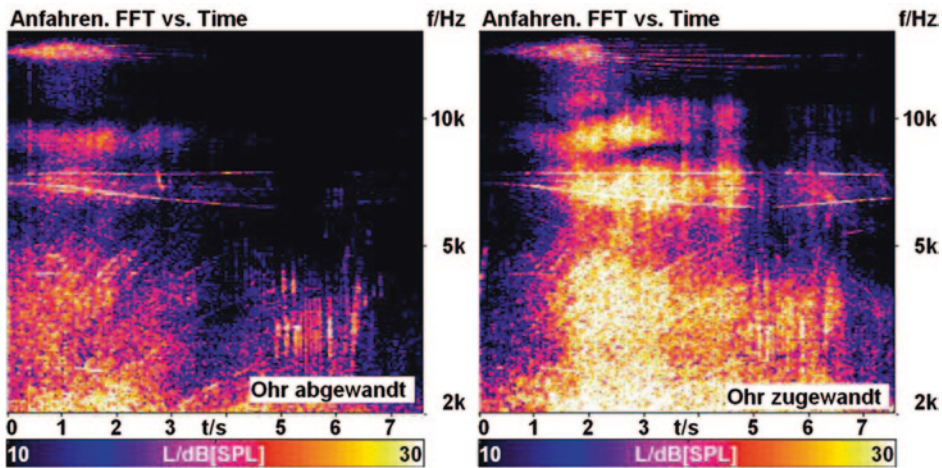 Anfahren. FFT vs. Time f/Hz
10k
5k
2k
Ohr abgewandt
0 1 2 3 4 t/s 5 6 7
10 L/dB[SPL] 30
Anfahren. FFT vs. Time f/Hz
10k
5k
2k
Ohr zugewandt
0 1 2 3 t/s 4 5 6 7
10 L/dB[SPL] 30